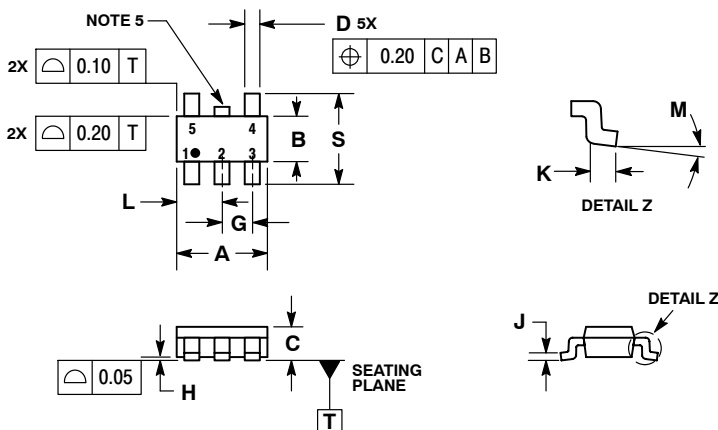 NOTE 5
D 5X
⌖ 0.20 C A B
2X ⌓ 0.10 T
2X ⌓ 0.20 T
5 4
1 2 3
B S
L
G
A
M
K
DETAIL Z
C
⌓ 0.05
H
SEATING
PLANE
T
J
DETAIL Z